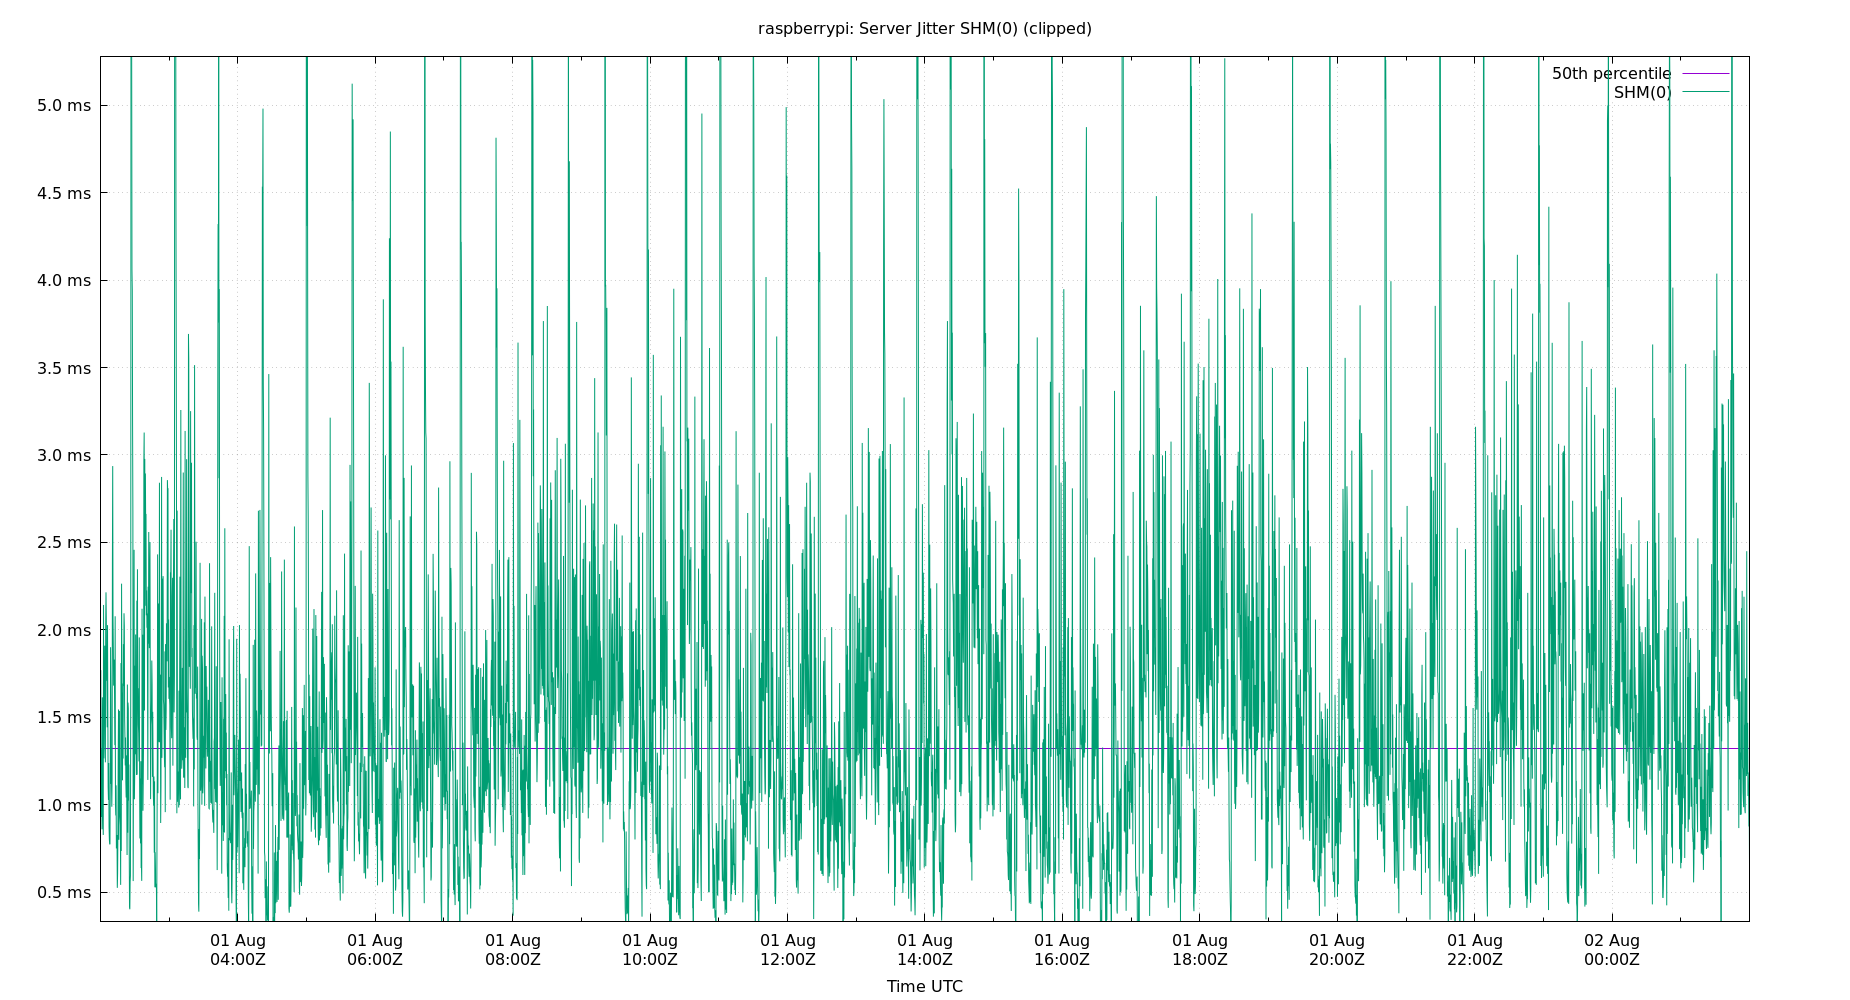 raspberrypi: Server Jitter SHM(0) (clipped)
50th percentile
SHM(0)
5.0 ms
4.5 ms
4.0 ms
3.5 ms
3.0 ms
2.5 ms
2.0 ms
1.5 ms
1.0 ms
0.5 ms
01 Aug 01 Aug 01 Aug 01 Aug 01 Aug 01 Aug 01 Aug 01 Aug 01 Aug 01 Aug 02 Aug
04:00Z 06:00Z 08:00Z 10:00Z 12:00Z 14:00Z 16:00Z 18:00Z 20:00Z 22:00Z 00:00Z
Time UTC